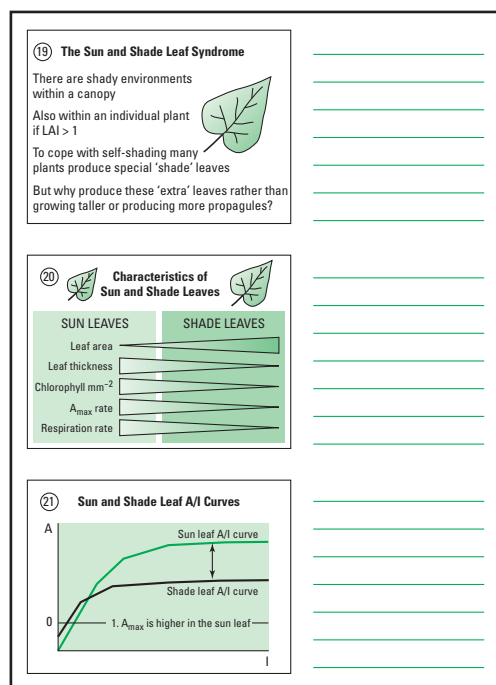 19 The Sun and Shade Leaf Syndrome
There are shady environments
within a canopy
Also within an individual plant
if LAI > 1
To cope with self-shading many
plants produce special ‘shade’ leaves
But why produce these ‘extra’ leaves rather than
growing taller or producing more propagules?
20 Characteristics of
Sun and Shade Leaves
SUN LEAVES SHADE LEAVES
Leaf area
Leaf thickness
Chlorophyll mm⁻²
Amax rate
Respiration rate
21 Sun and Shade Leaf A/I Curves
A
Sun leaf A/I curve
Shade leaf A/I curve
0 1. Amax is higher in the sun leaf
I